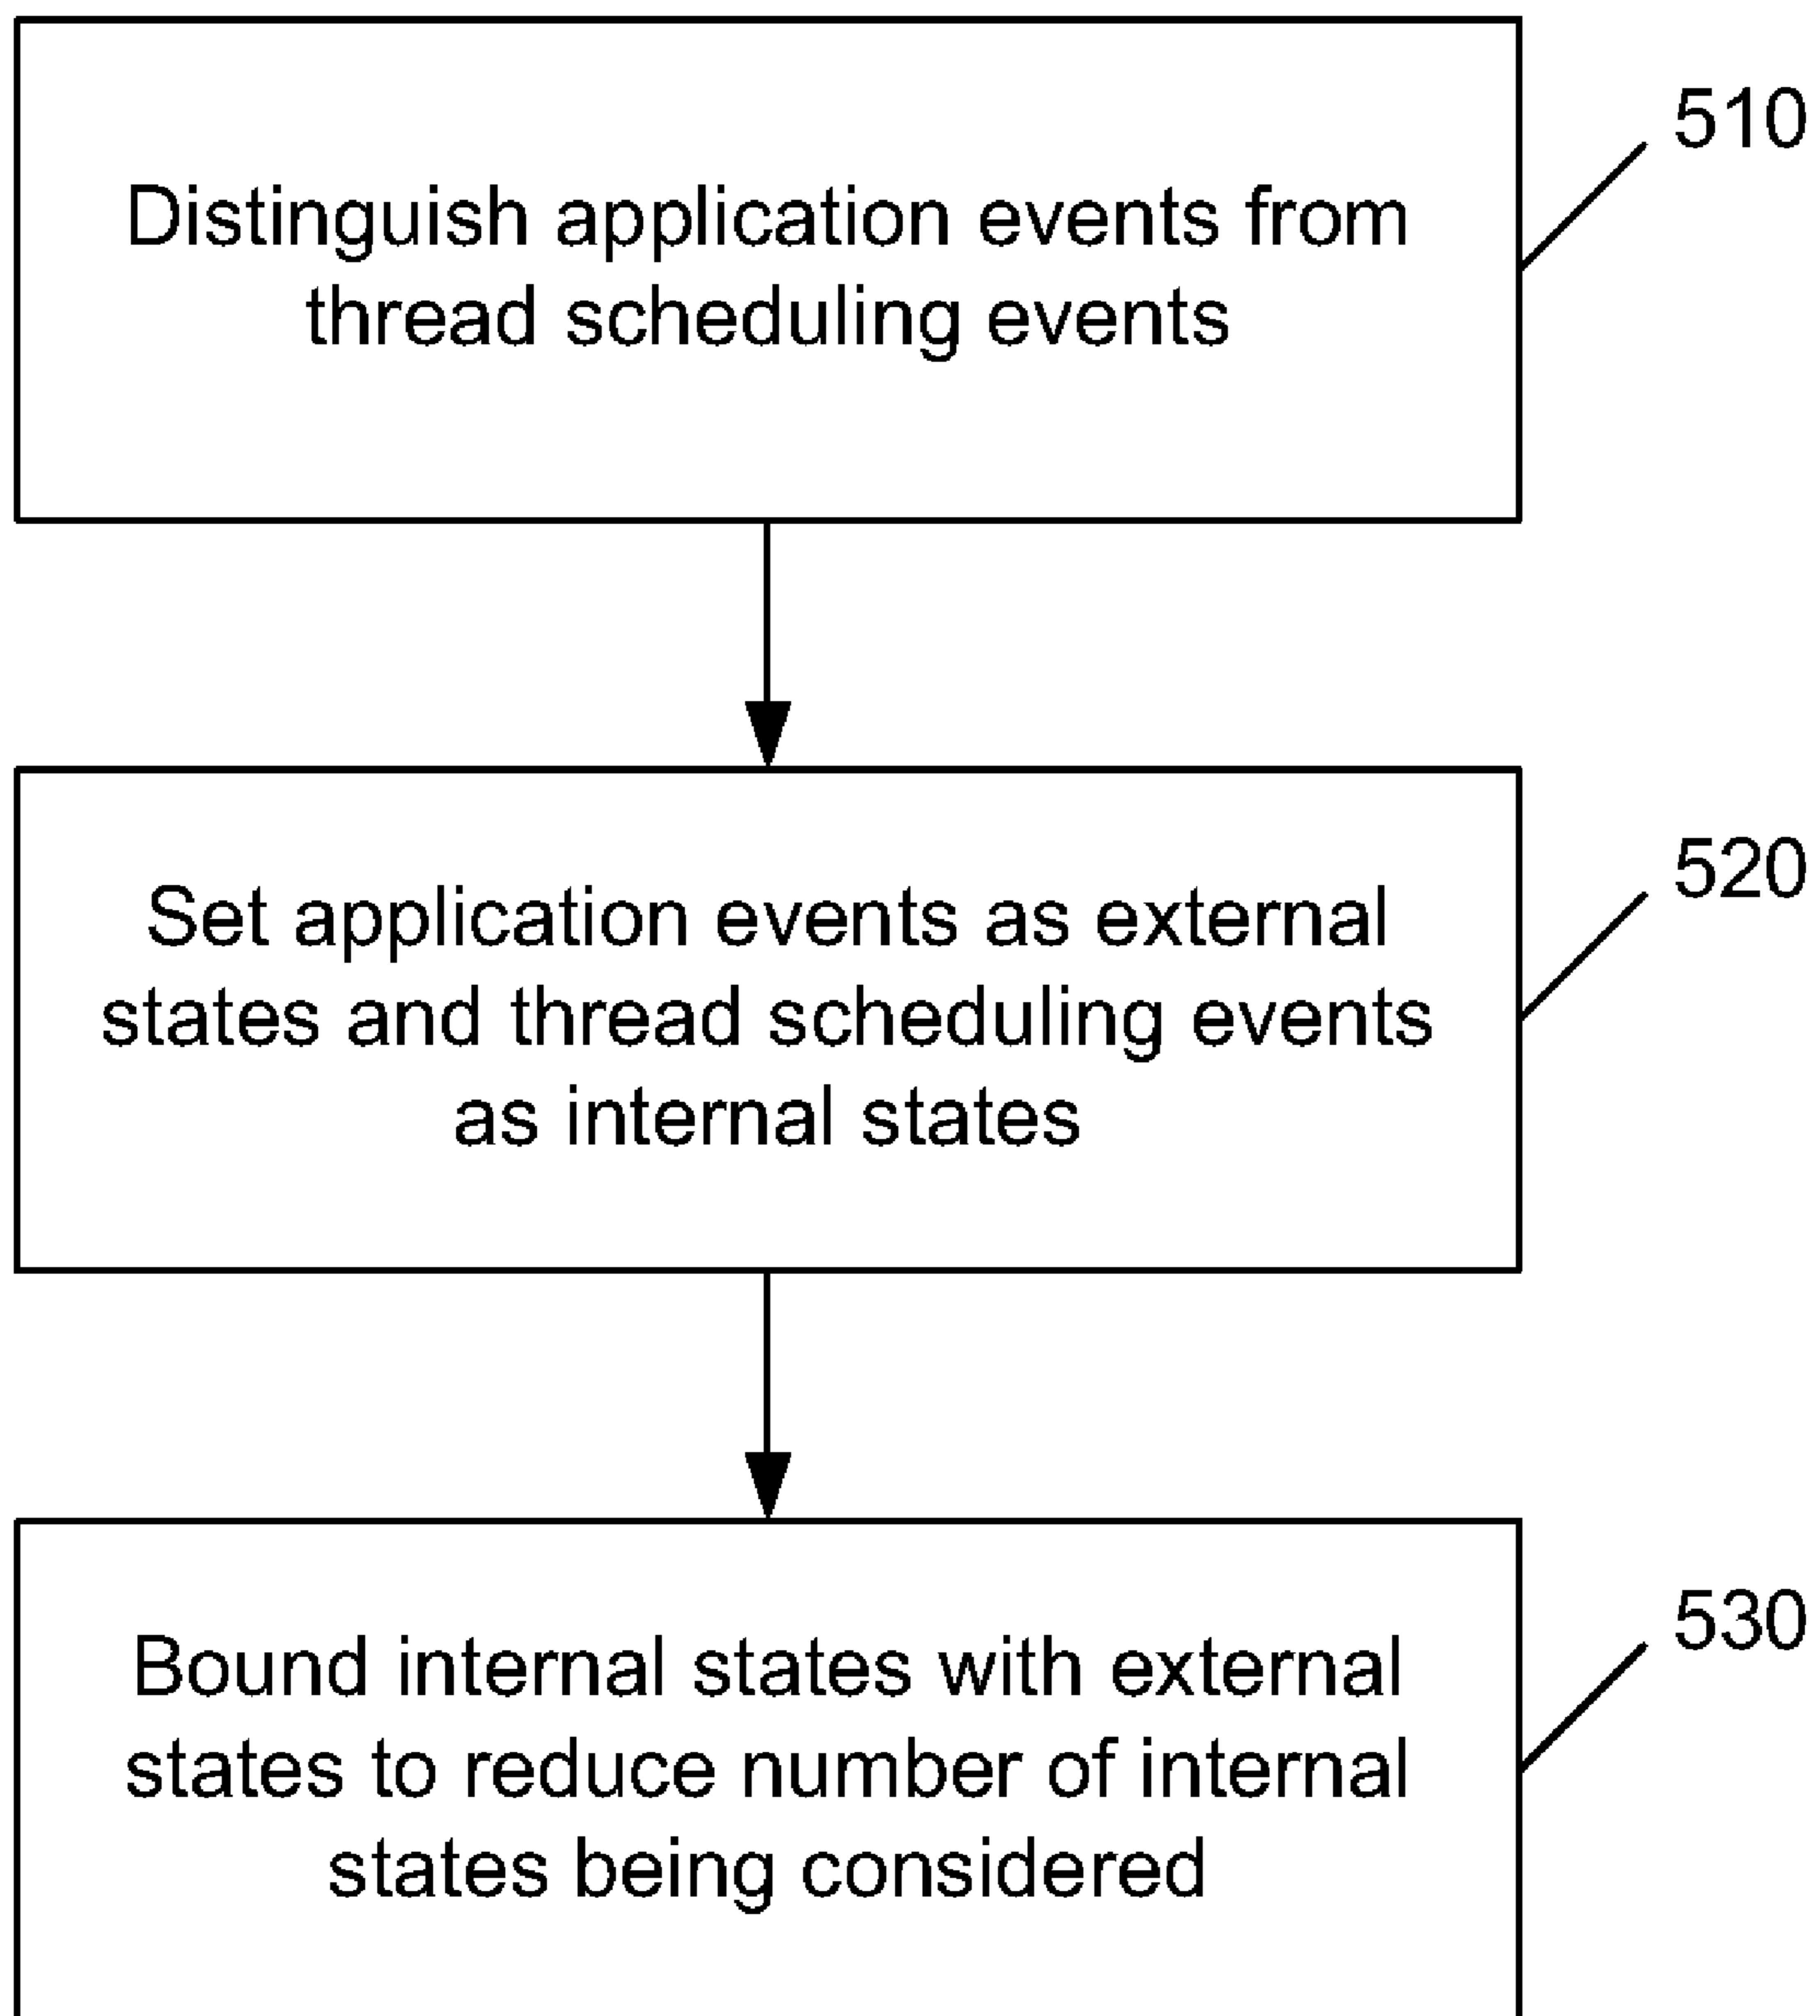 510
Distinguish application events from
thread scheduling events
520
Set application events as external
states and thread scheduling events
as internal states
530
Bound internal states with external
states to reduce number of internal
states being considered